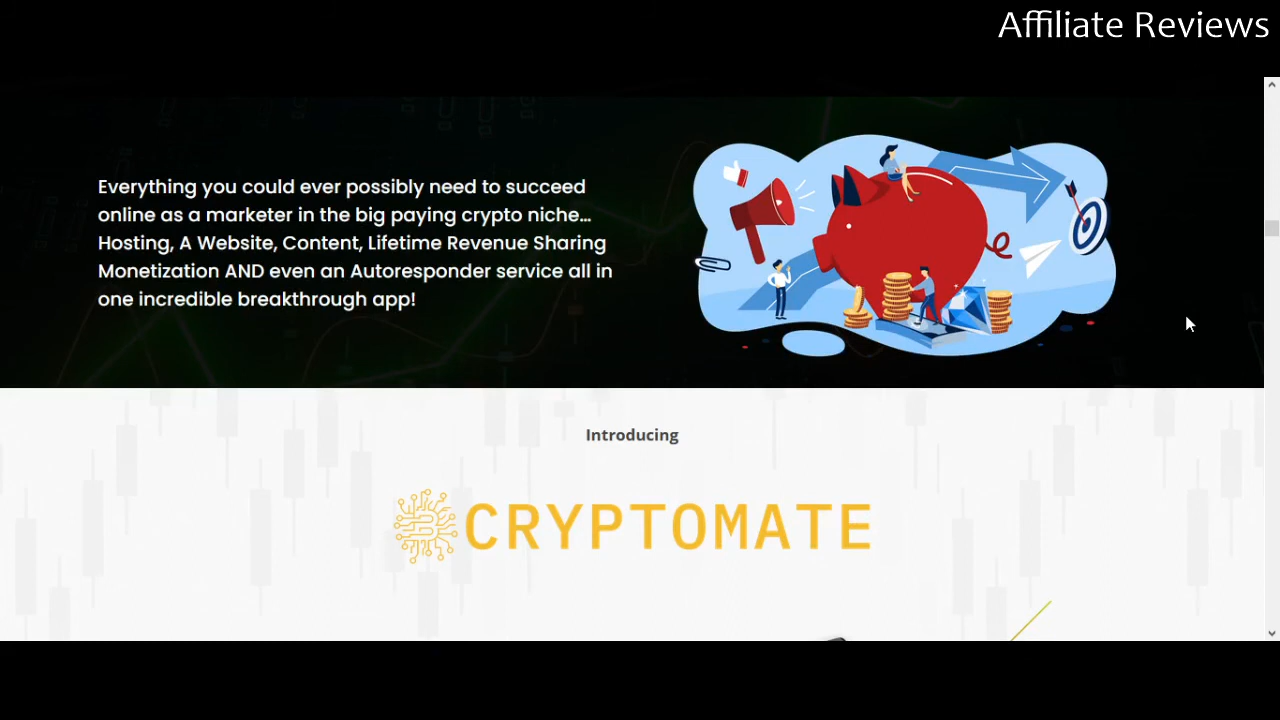 Affiliate Reviews
Everything you could ever possibly need to succeed
online as a marketer in the big paying crypto niche...
Hosting, A Website, Content, Lifetime Revenue Sharing
Monetization AND even an Autoresponder service all in
one incredible breakthrough app!
Introducing
CRYPTOMATE